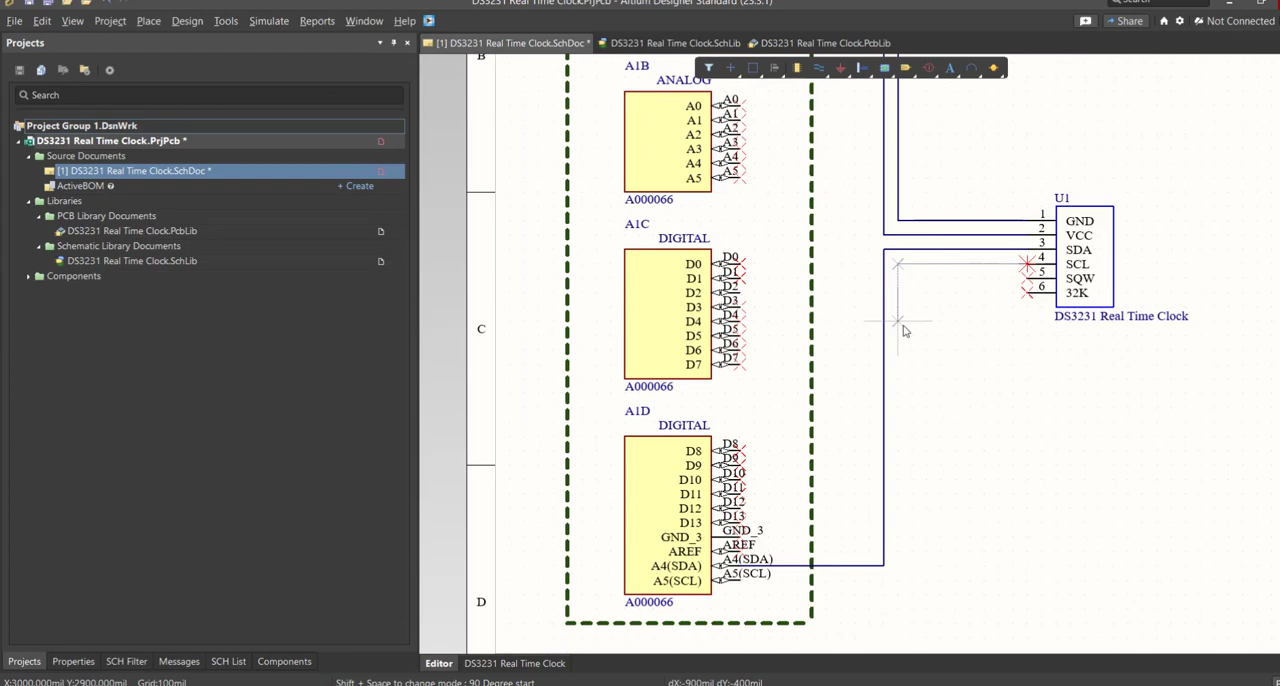 DS3231 Real Time Clock.PrjPcb - Altium Designer Standard (23.3.1)
Search
File Edit View Project Place Design Tools Simulate Reports Window Help
Share
Not Connected
Projects
[1] DS3231 Real Time Clock.SchDoc * DS3231 Real Time Clock.SchLib DS3231 Real Time Clock.PcbLib
Search
Project Group 1.DsnWrk
DS3231 Real Time Clock.PrjPcb *
Source Documents
[1] DS3231 Real Time Clock.SchDoc *
ActiveBOM
+ Create
Libraries
PCB Library Documents
DS3231 Real Time Clock.PcbLib
Schematic Library Documents
DS3231 Real Time Clock.SchLib
Components
B
C
D
A1B
ANALOG
A0 A0
A1 A1
A2 A2
A3 A3
A4 A4
A5 A5
A000066
A1C
DIGITAL
D0 D0
D1 D1
D2 D2
D3 D3
D4 D4
D5 D5
D6 D6
D7 D7
A000066
A1D
DIGITAL
D8 D8
D9 D9
D10 D10
D11 D11
D12 D12
D13 D13
GND_3 GND_3
AREF AREF
A4(SDA) A4(SDA)
A5(SCL) A5(SCL)
A000066
U1
1 GND
2 VCC
3 SDA
4 SCL
5 SQW
6 32K
DS3231 Real Time Clock
Projects Properties SCH Filter Messages SCH List Components
Editor DS3231 Real Time Clock
X:3000.000mil Y:2900.000mil Grid:100mil
Shift + Space to change mode : 90 Degree start
dX:-900mil dY:-400mil